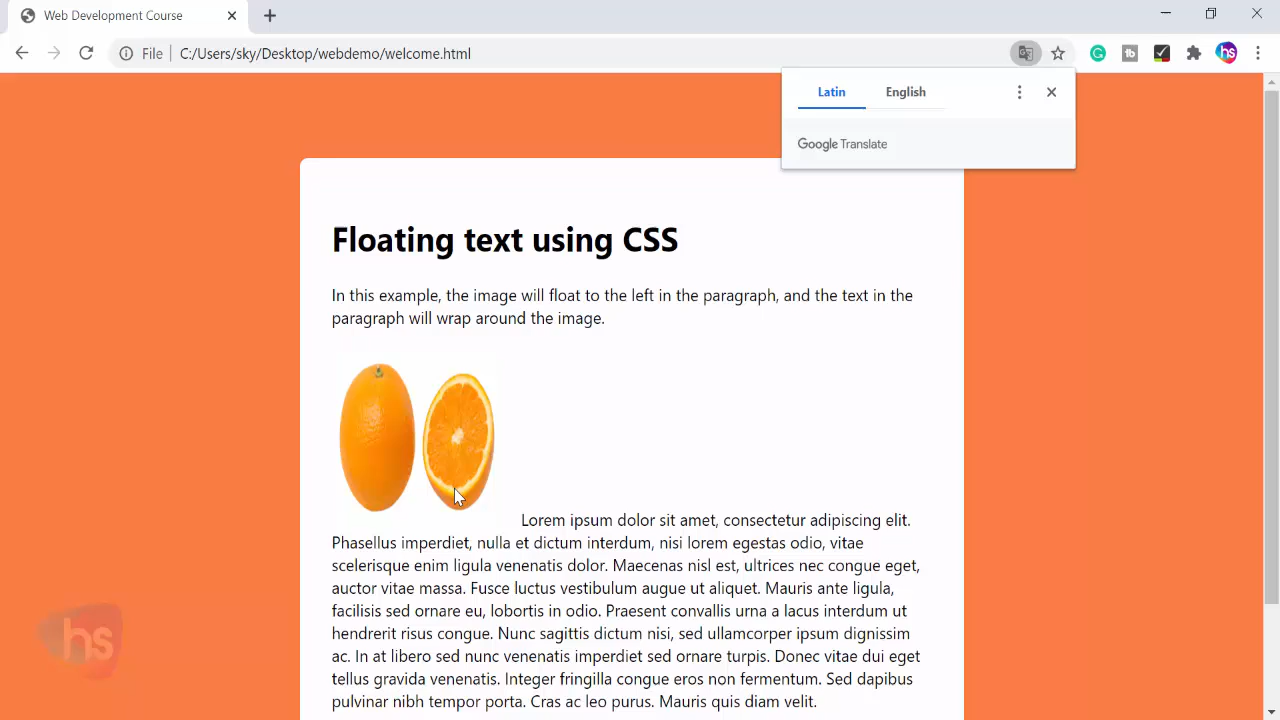 Web Development Course
File
C:/Users/sky/Desktop/webdemo/welcome.html
Latin English
Google Translate
Floating text using CSS
In this example, the image will float to the left in the paragraph, and the text in the
paragraph will wrap around the image.
Lorem ipsum dolor sit amet, consectetur adipiscing elit.
Phasellus imperdiet, nulla et dictum interdum, nisi lorem egestas odio, vitae
scelerisque enim ligula venenatis dolor. Maecenas nisl est, ultrices nec congue eget,
auctor vitae massa. Fusce luctus vestibulum augue ut aliquet. Mauris ante ligula,
facilisis sed ornare eu, lobortis in odio. Praesent convallis urna a lacus interdum ut
hendrerit risus congue. Nunc sagittis dictum nisi, sed ullamcorper ipsum dignissim
ac. In at libero sed nunc venenatis imperdiet sed ornare turpis. Donec vitae dui eget
tellus gravida venenatis. Integer fringilla congue eros non fermentum. Sed dapibus
pulvinar nibh tempor porta. Cras ac leo purus. Mauris quis diam velit.
hs